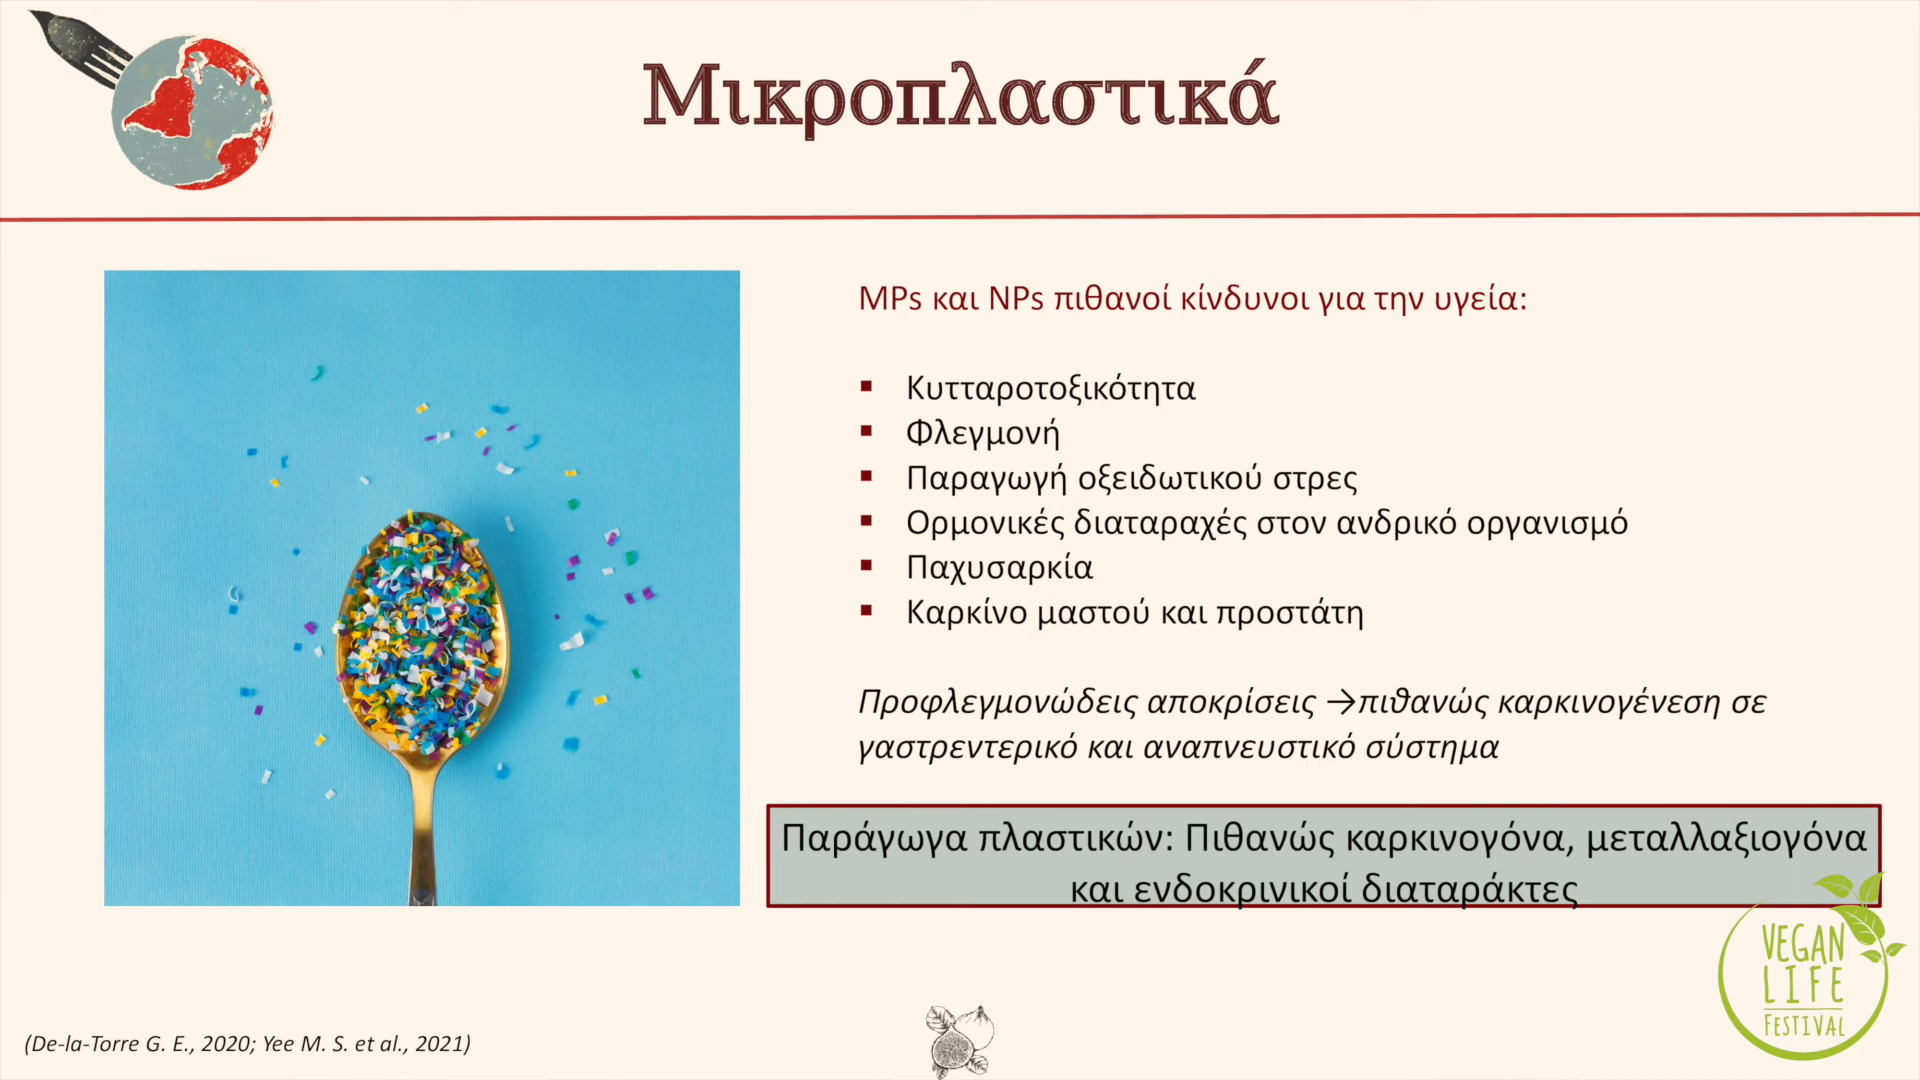 Μικροπλαστικά
MPs και NPs πιθανοί κίνδυνοι για την υγεία:
▪ Κυτταροτοξικότητα
▪ Φλεγμονή
▪ Παραγωγή οξειδωτικού στρες
▪ Ορμονικές διαταραχές στον ανδρικό οργανισμό
▪ Παχυσαρκία
▪ Καρκίνο μαστού και προστάτη
Προφλεγμονώδεις αποκρίσεις →πιθανώς καρκινογένεση σε
γαστρεντερικό και αναπνευστικό σύστημα
Παράγωγα πλαστικών: Πιθανώς καρκινογόνα, μεταλλαξιογόνα
και ενδοκρινικοί διαταράκτες
VEGAN
LIFE
FESTIVAL
(De-la-Torre G. E., 2020; Yee M. S. et al., 2021)